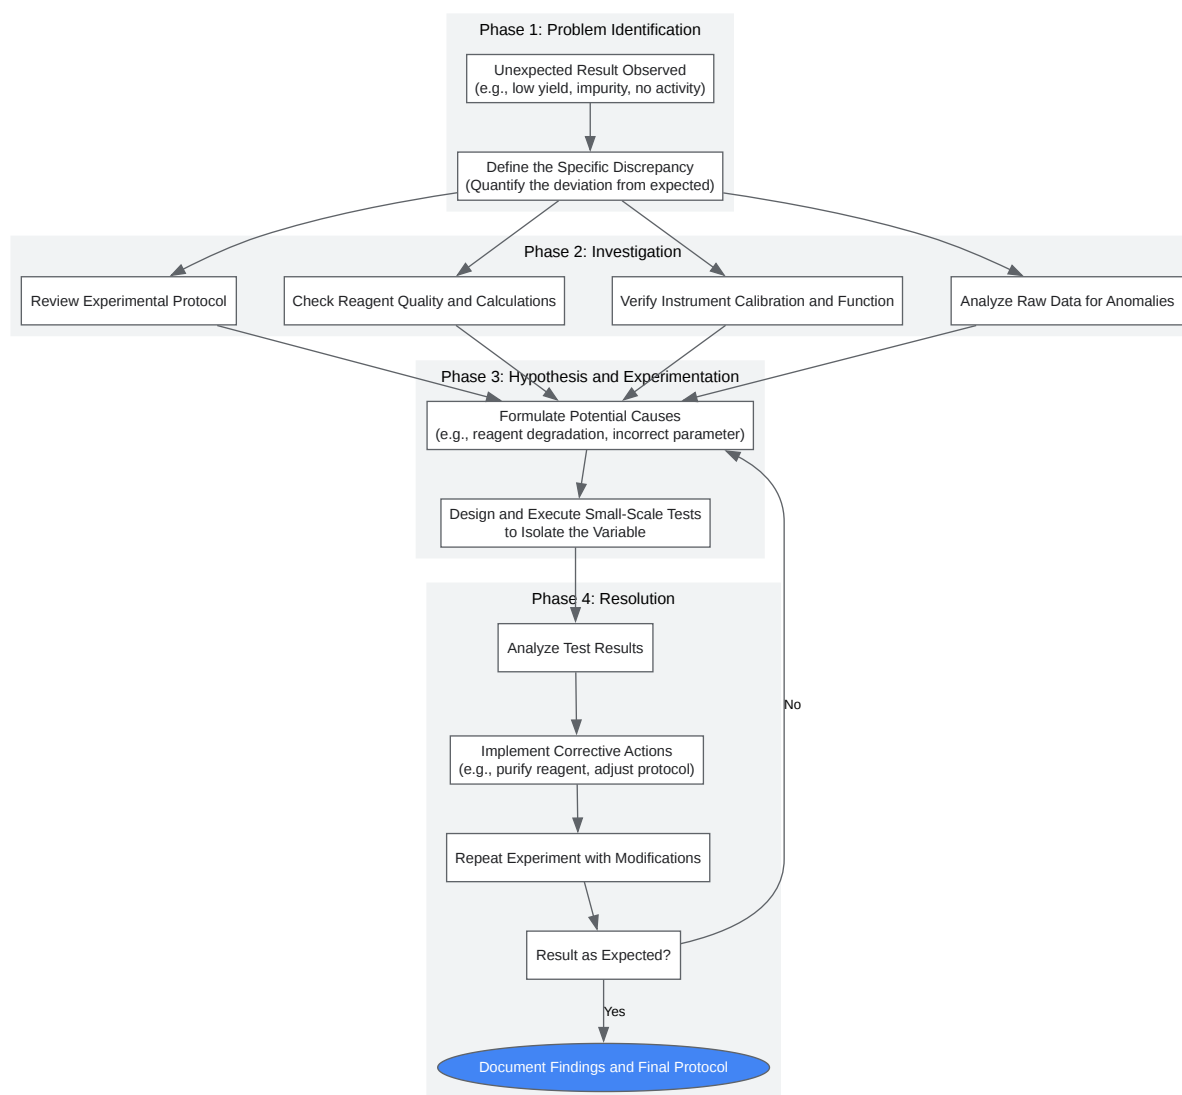 Phase 1: Problem Identification
Unexpected Result Observed
(e.g., low yield, impurity, no activity)
Define the Specific Discrepancy
(Quantify the deviation from expected)
Phase 2: Investigation
Review Experimental Protocol
Check Reagent Quality and Calculations
Verify Instrument Calibration and Function
Analyze Raw Data for Anomalies
Phase 3: Hypothesis and Experimentation
Formulate Potential Causes
(e.g., reagent degradation, incorrect parameter)
Design and Execute Small-Scale Tests
to Isolate the Variable
Phase 4: Resolution
Analyze Test Results
No
Implement Corrective Actions
(e.g., purify reagent, adjust protocol)
Repeat Experiment with Modifications
Result as Expected?
Yes
Document Findings and Final Protocol